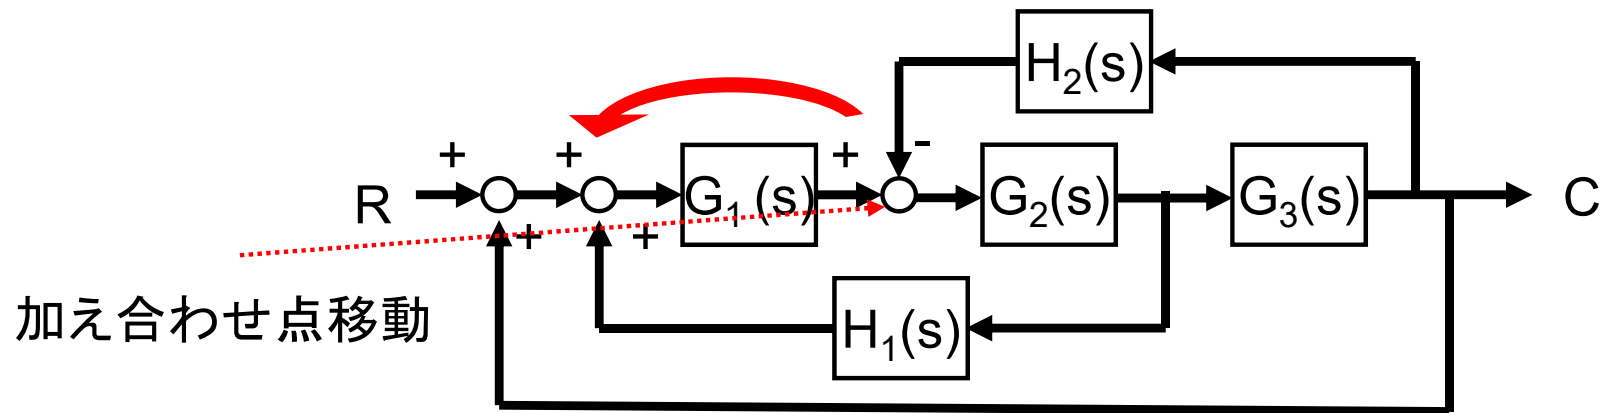 H2(s)
+ + + -
R G1(s) G2(s) G3(s) C
+ +
加え合わせ点移動
H1(s)